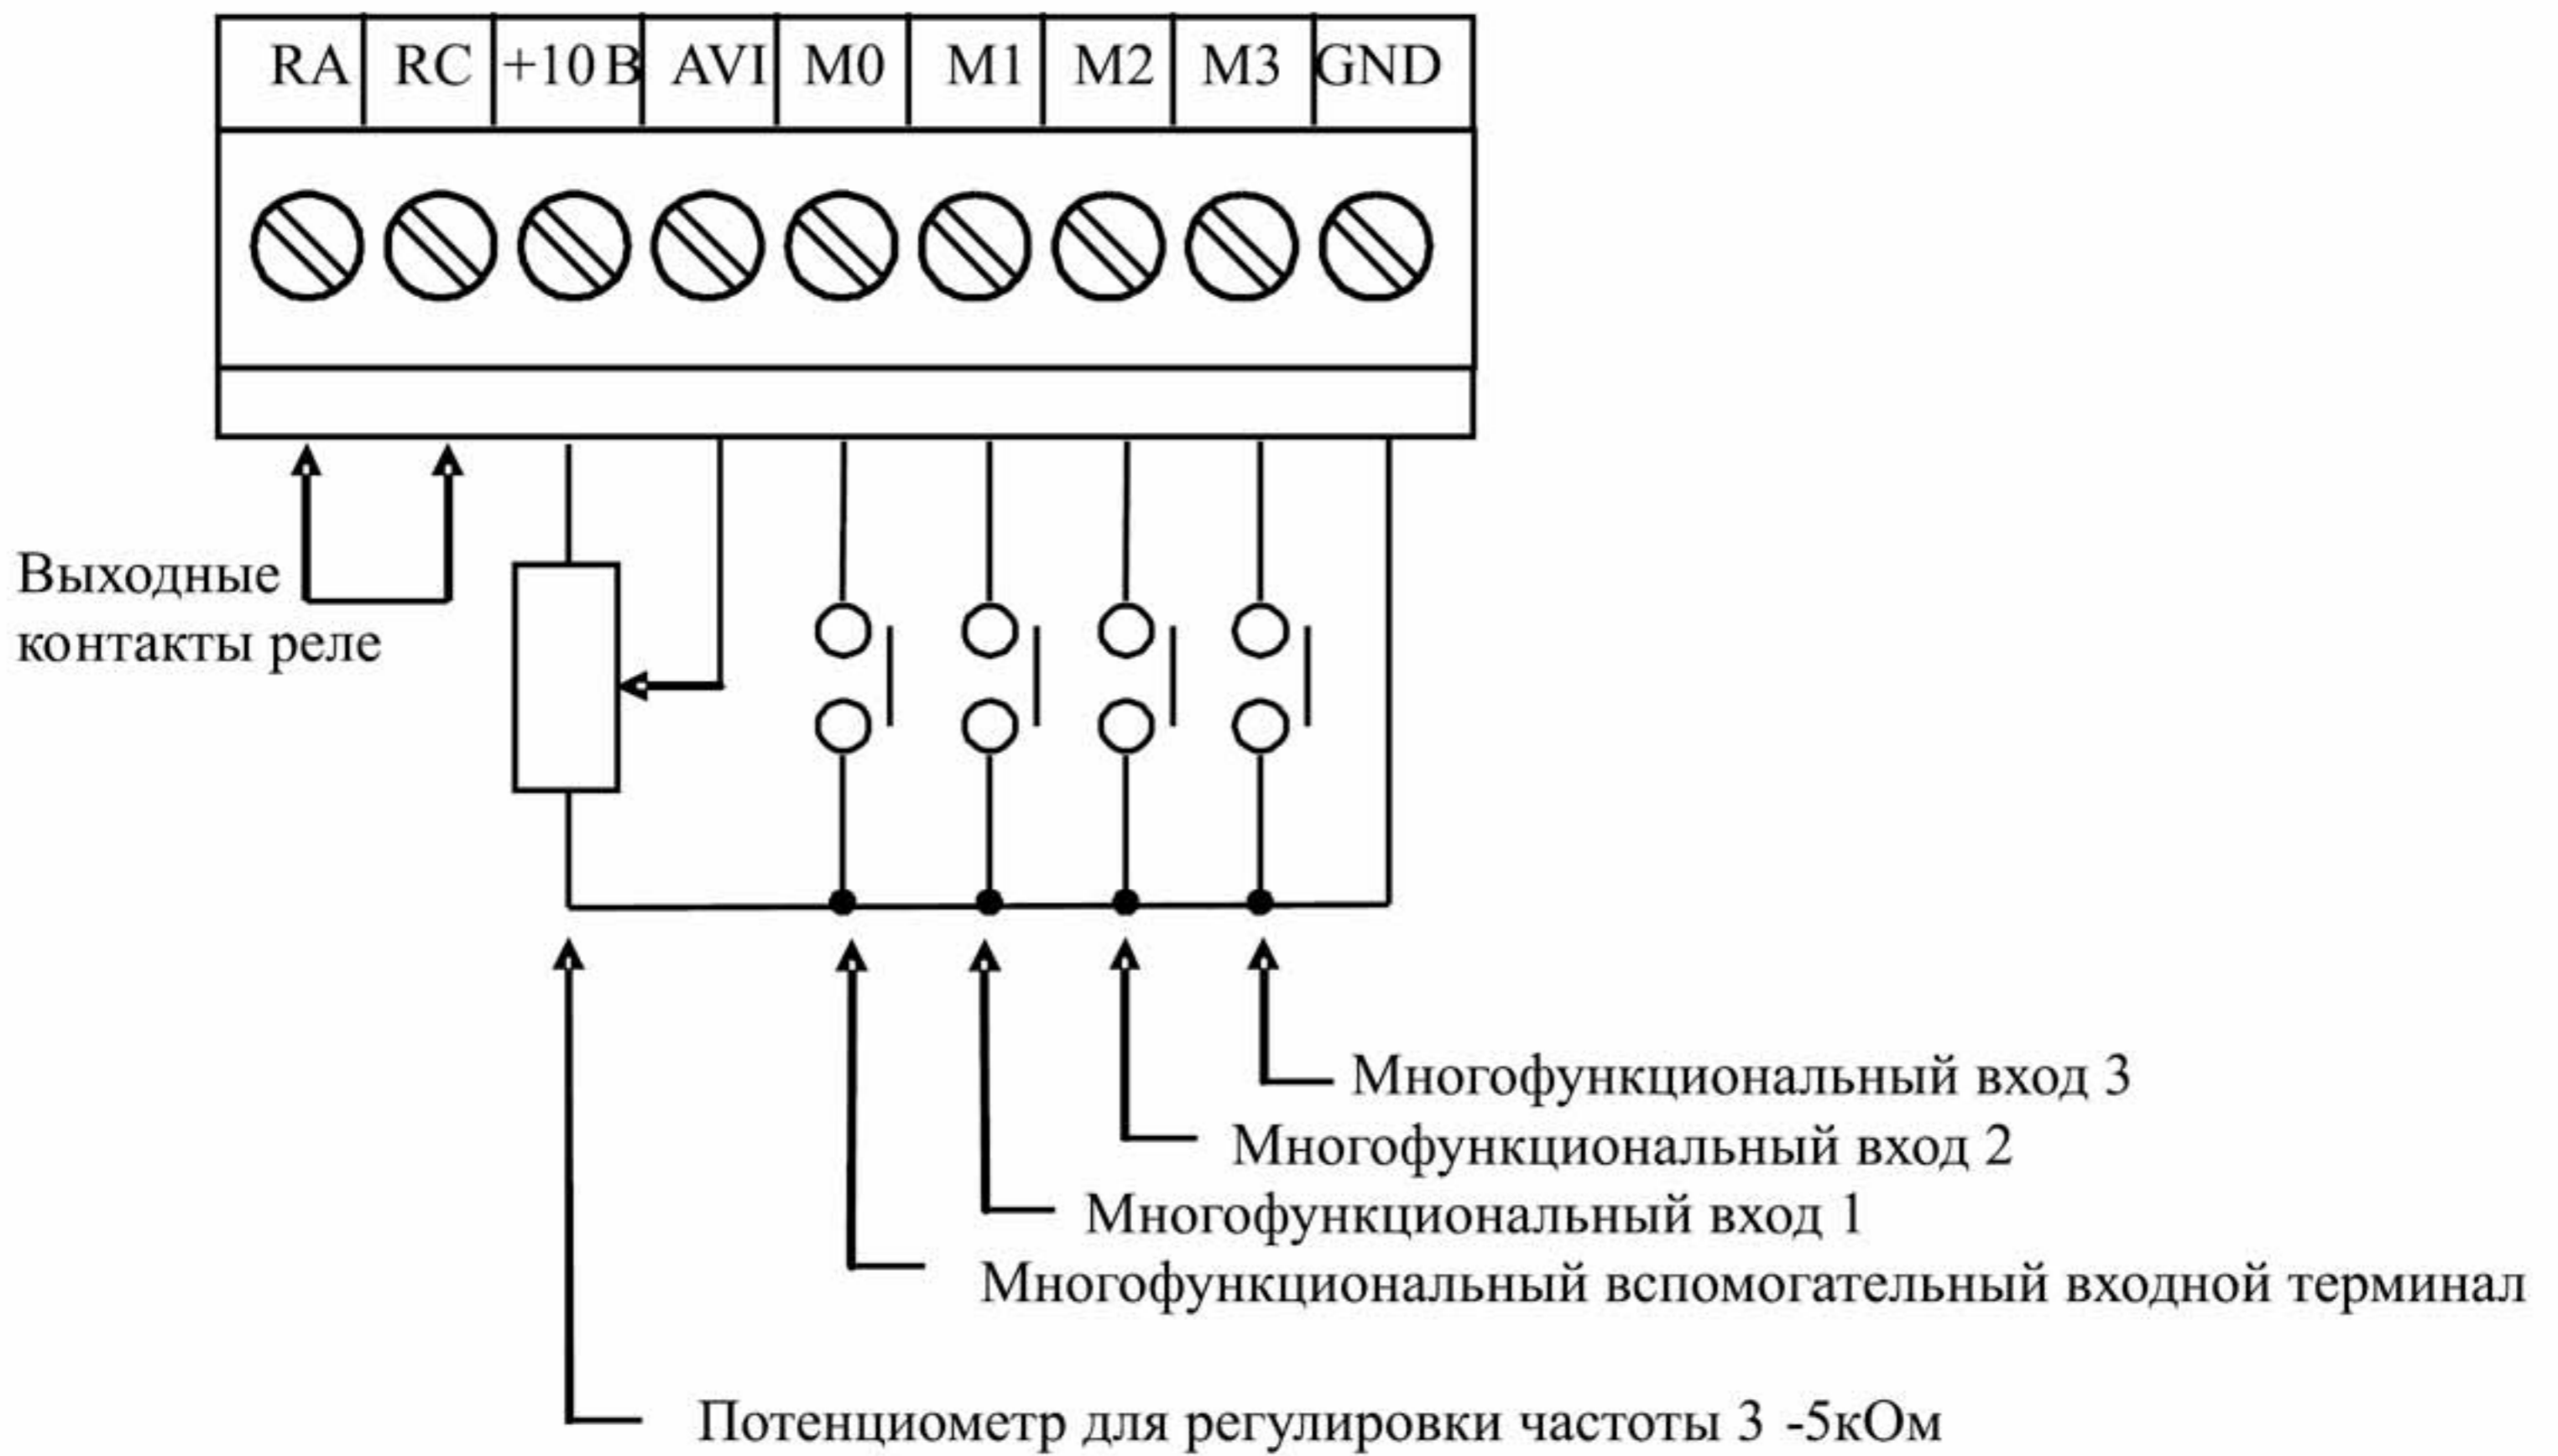 RA RC +10 В AVI M0 M1 M2 M3 GND
Выходные
контакты реле
Многофункциональный вход 3
Многофункциональный вход 2
Многофункциональный вход 1
Многофункциональный вспомогательный входной терминал
Потенциометр для регулировки частоты 3 -5кОм